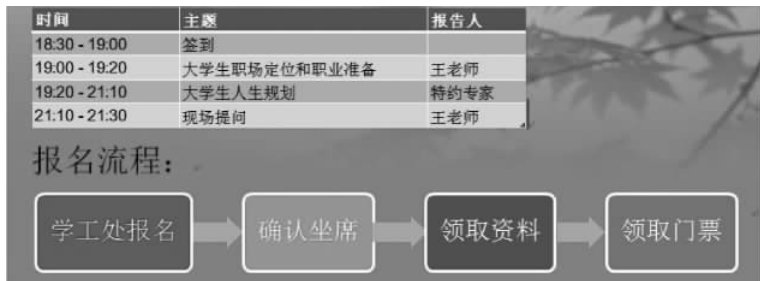 时间 主题 报告人
18:30 - 19:00 签到
19:00 - 19:20 大学生职场定位和职业准备 王老师
19:20 - 21:10 大学生人生规划 特约专家
21:10 - 21:30 现场提问 王老师
报名流程：
学工处报名 确认坐席 领取资料 领取门票